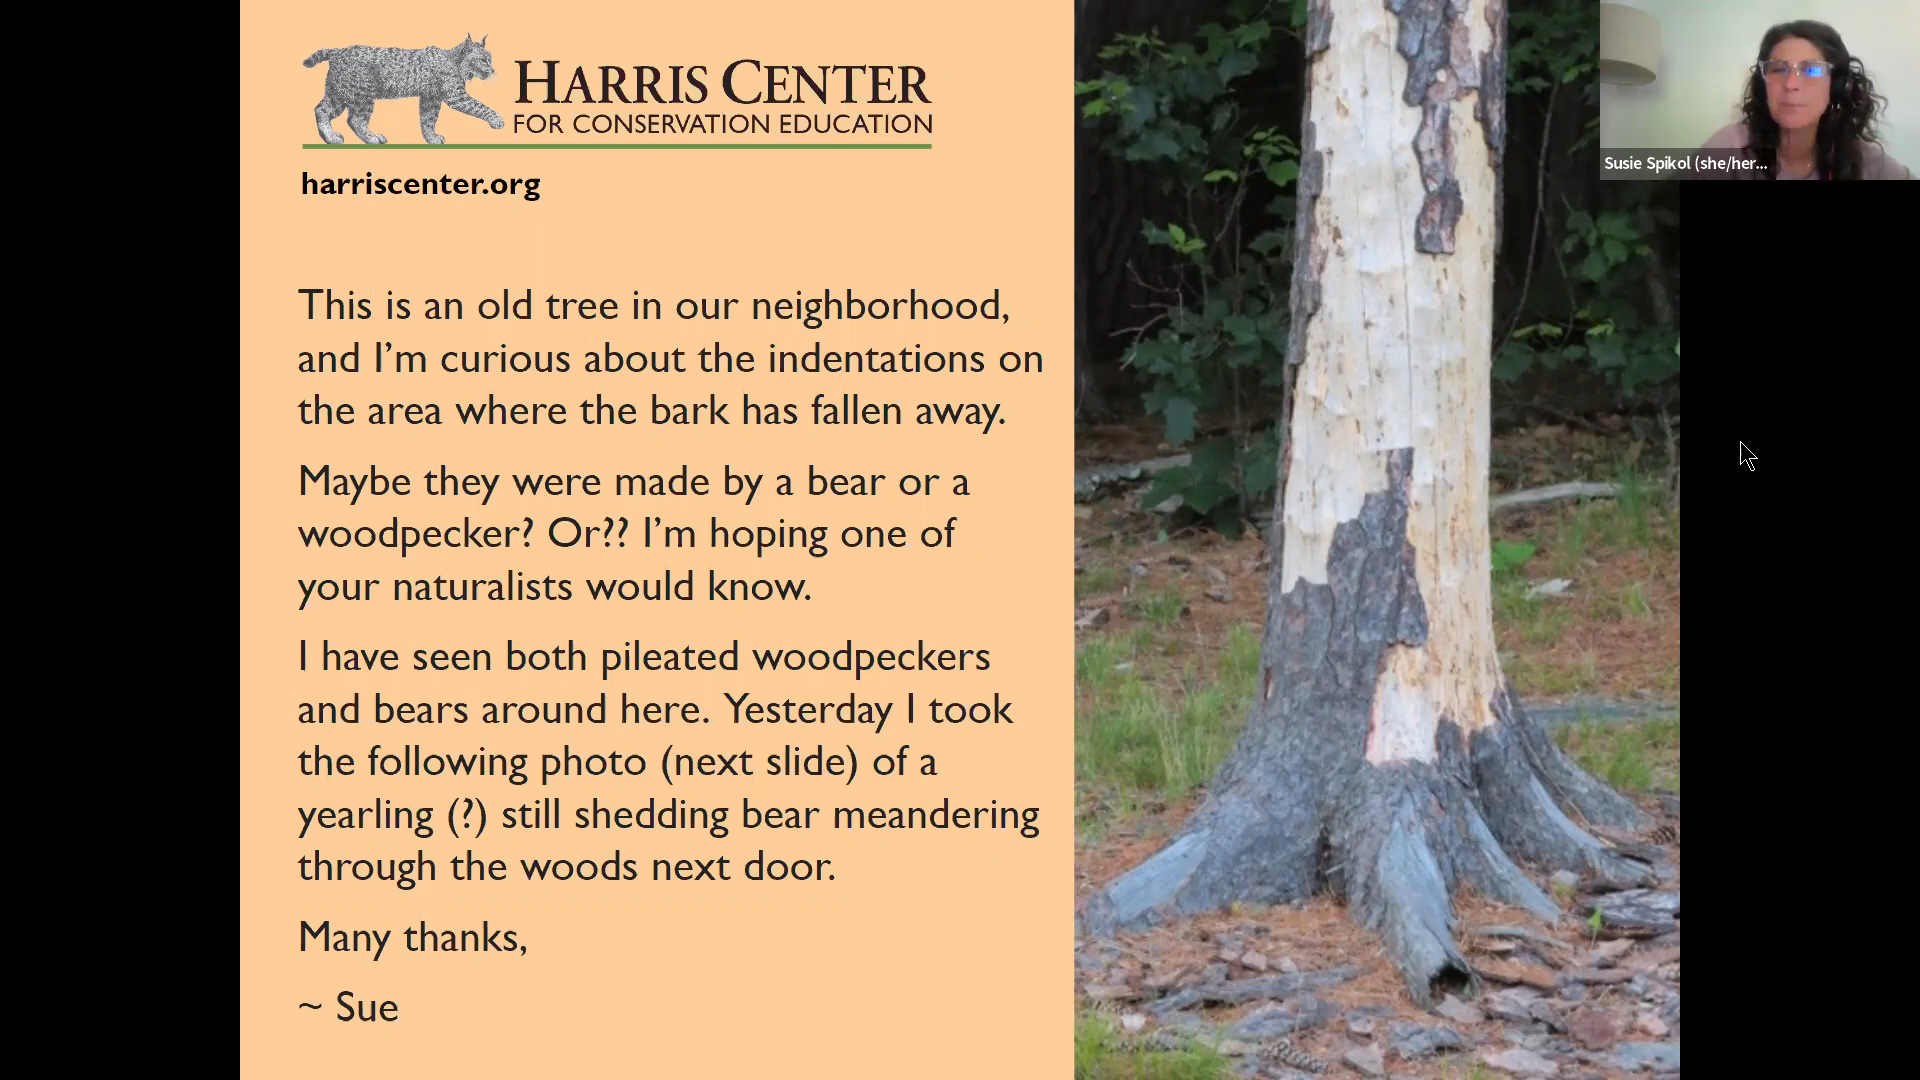 HARRIS CENTER
FOR CONSERVATION EDUCATION
harriscenter.org
Susie Spikol (she/her...
This is an old tree in our neighborhood,
and I'm curious about the indentations on
the area where the bark has fallen away.
Maybe they were made by a bear or a
woodpecker? Or?? I'm hoping one of
your naturalists would know.
I have seen both pileated woodpeckers
and bears around here. Yesterday I took
the following photo (next slide) of a
yearling (?) still shedding bear meandering
through the woods next door.
Many thanks,
~ Sue